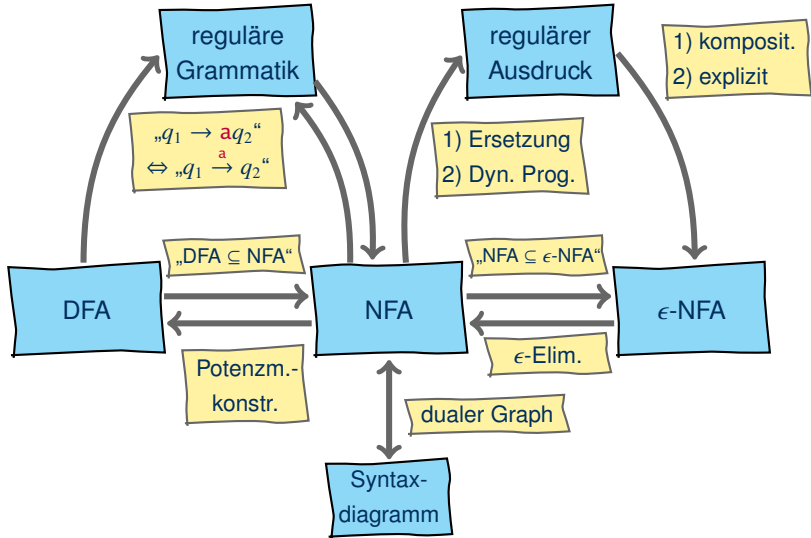 reguläre
Grammatik
regulärer
Ausdruck
1) komposit.
2) explizit
„q₁ → aq₂“
⇔ „q₁ →ᵃ q₂“
1) Ersetzung
2) Dyn. Prog.
„DFA ⊆ NFA“
„NFA ⊆ ϵ-NFA“
DFA
NFA
ϵ-NFA
Potenzm.-
konstr.
ϵ-Elim.
dualer Graph
Syntax-
diagramm